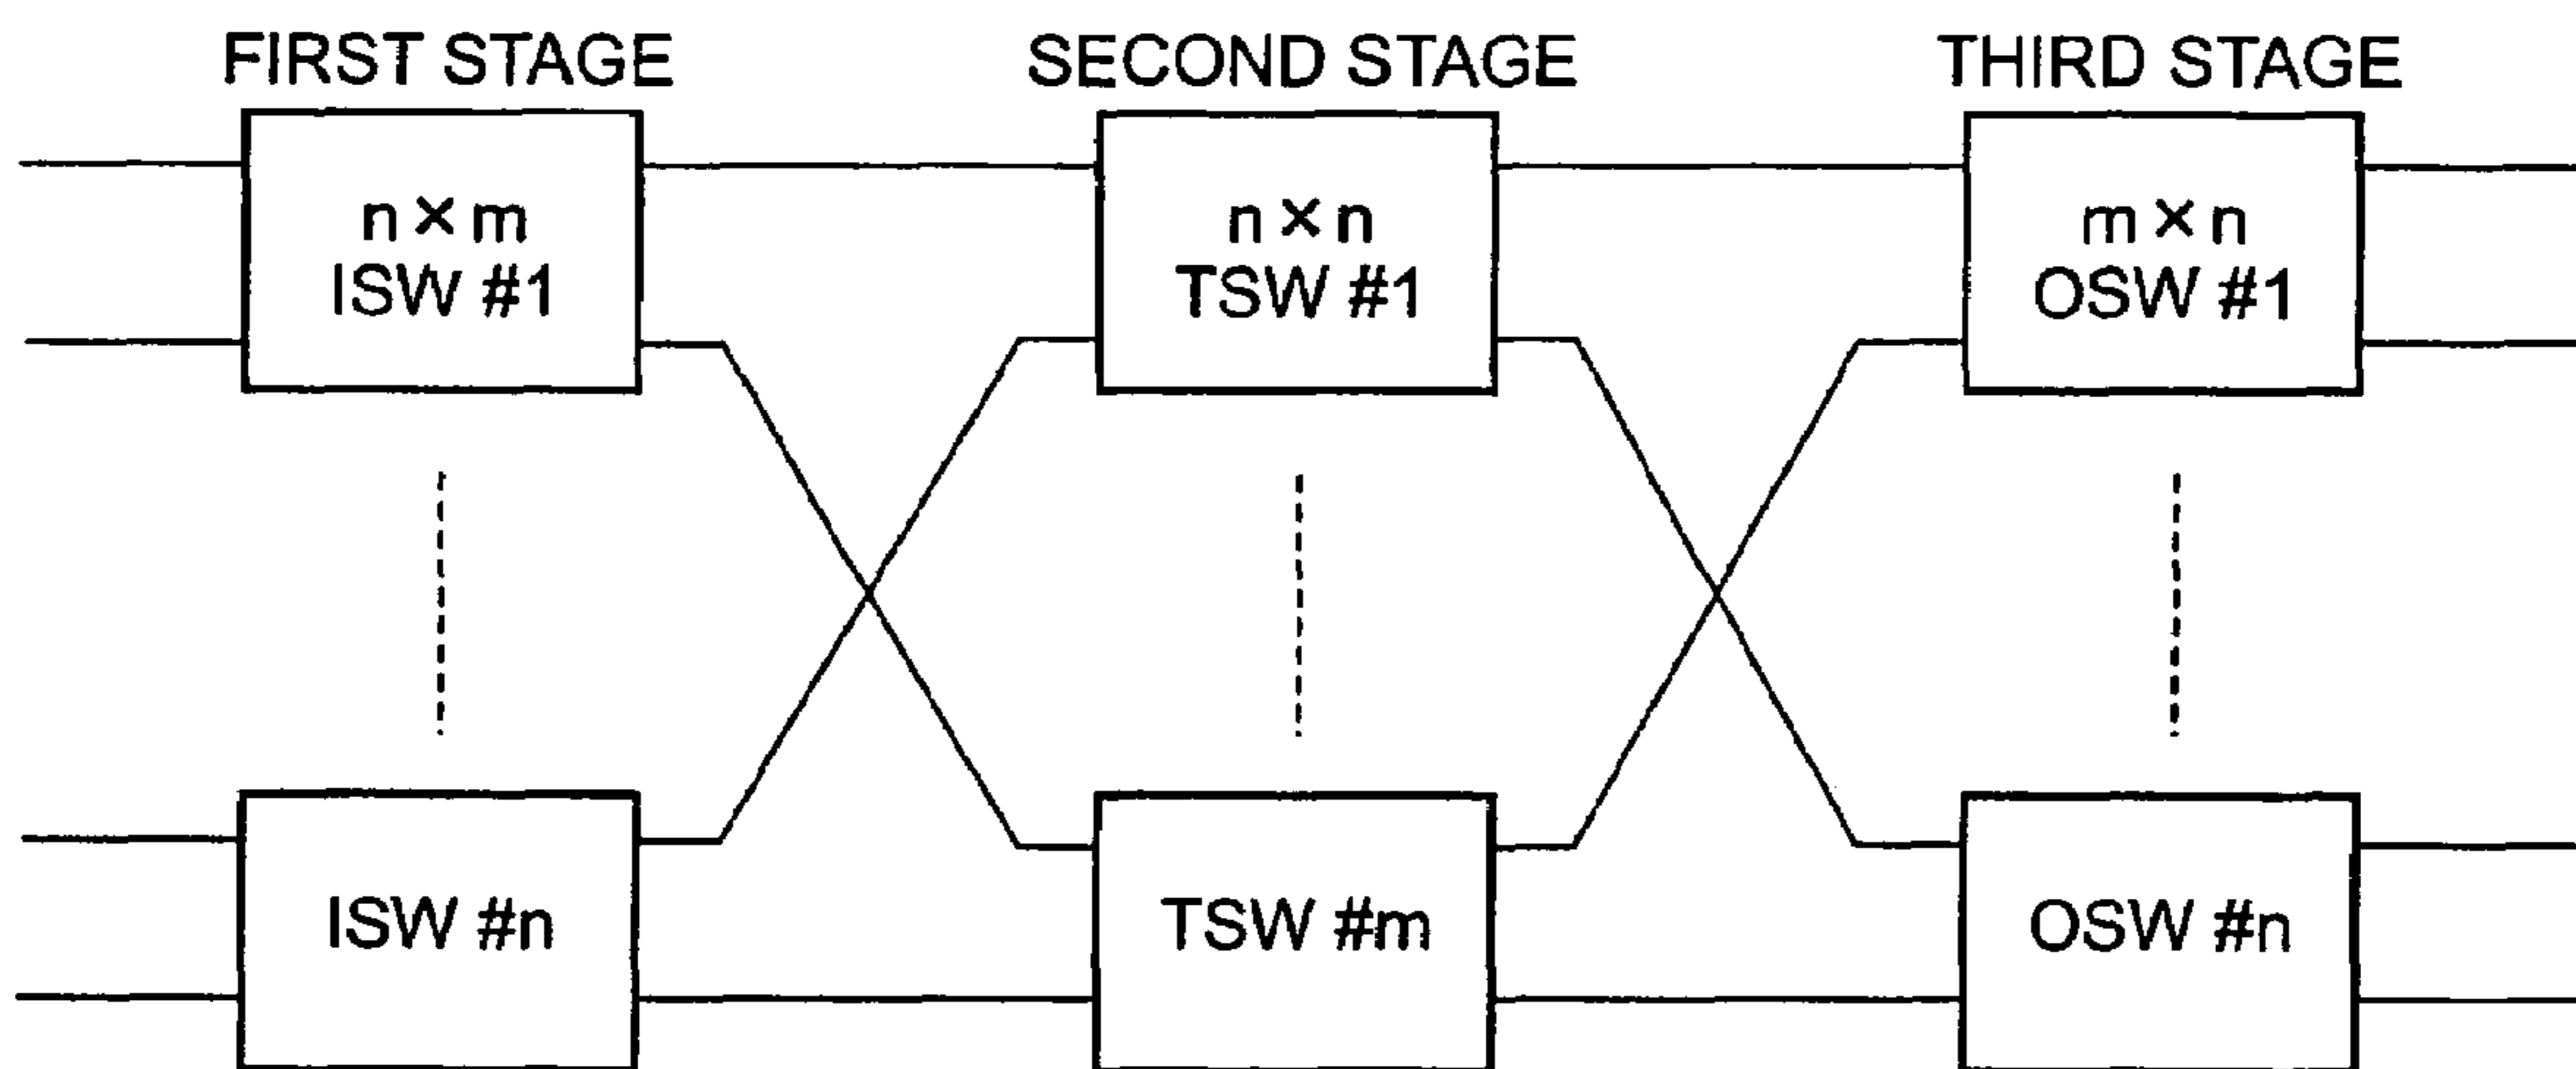 FIRST STAGE
SECOND STAGE
THIRD STAGE
n × m
ISW #1
n × n
TSW #1
m × n
OSW #1
ISW #n
TSW #m
OSW #n